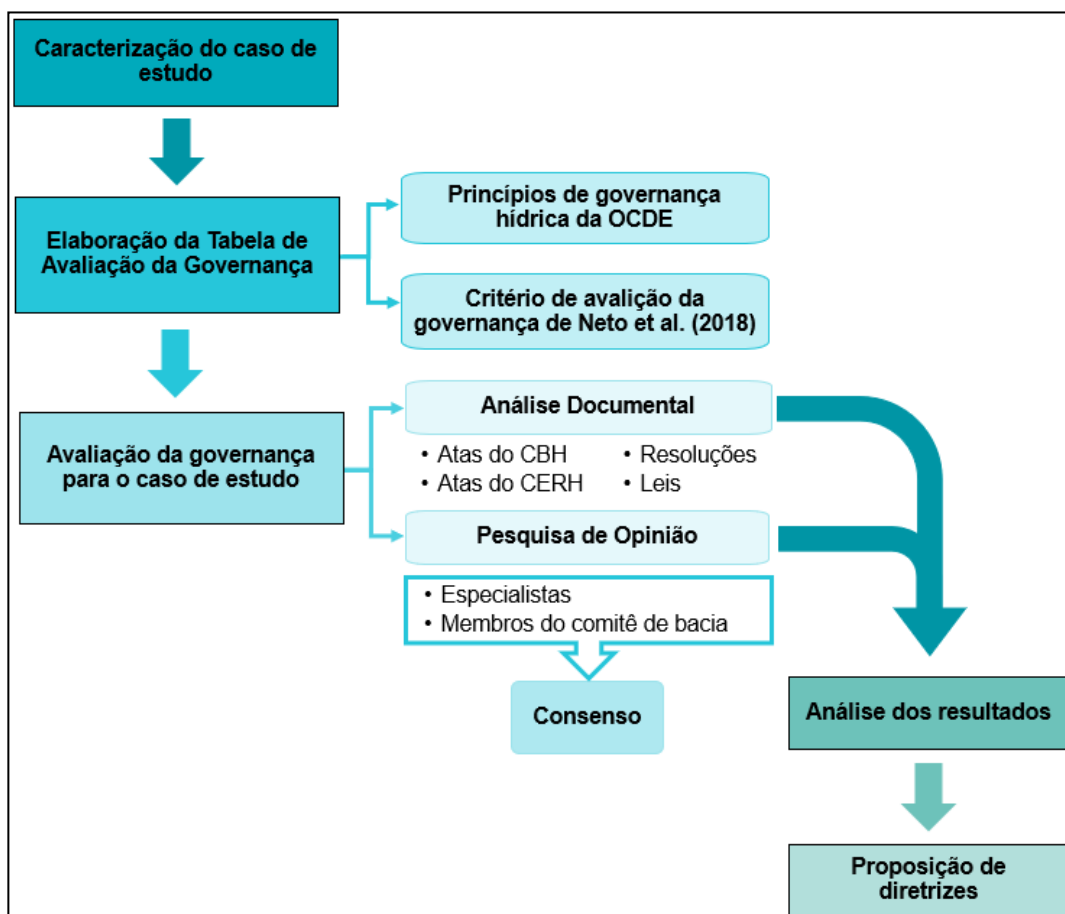 Caracterização do caso de
estudo
Elaboração da Tabela de
Avaliação da Governança
Princípios de governança
hídrica da OCDE
Critério de avalição da
governança de Neto et al. (2018)
Avaliação da governança
para o caso de estudo
Análise Documental
• Atas do CBH
• Atas do CERH
• Resoluções
• Leis
Pesquisa de Opinião
• Especialistas
• Membros do comitê de bacia
Consenso
Análise dos resultados
Proposição de
diretrizes